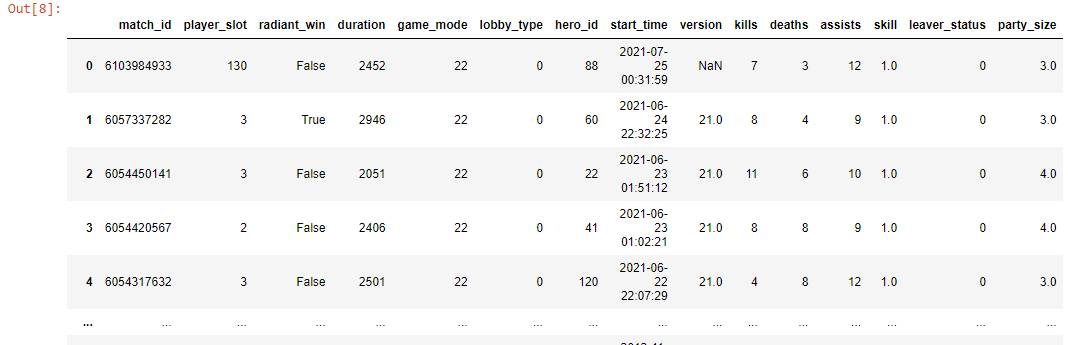 Out[8]:
match_id player_slot radiant_win duration game_mode lobby_type hero_id start_time version kills deaths assists skill leaver_status party_size
0 6103984933 130 False 2452 22 0 88 2021-07-25 00:31:59 NaN 7 3 12 1.0 0 3.0
1 6057337282 3 True 2946 22 0 60 2021-06-24 22:32:25 21.0 8 4 9 1.0 0 3.0
2 6054450141 3 False 2051 22 0 22 2021-06-23 01:51:12 21.0 11 6 10 1.0 0 4.0
3 6054420567 2 False 2406 22 0 41 2021-06-23 01:02:21 21.0 8 8 9 1.0 0 4.0
4 6054317632 3 False 2501 22 0 120 2021-06-22 22:07:29 21.0 4 8 12 1.0 0 3.0
... ... ... ... ... ... ... ... ... ... ... ... ... ... ... ...